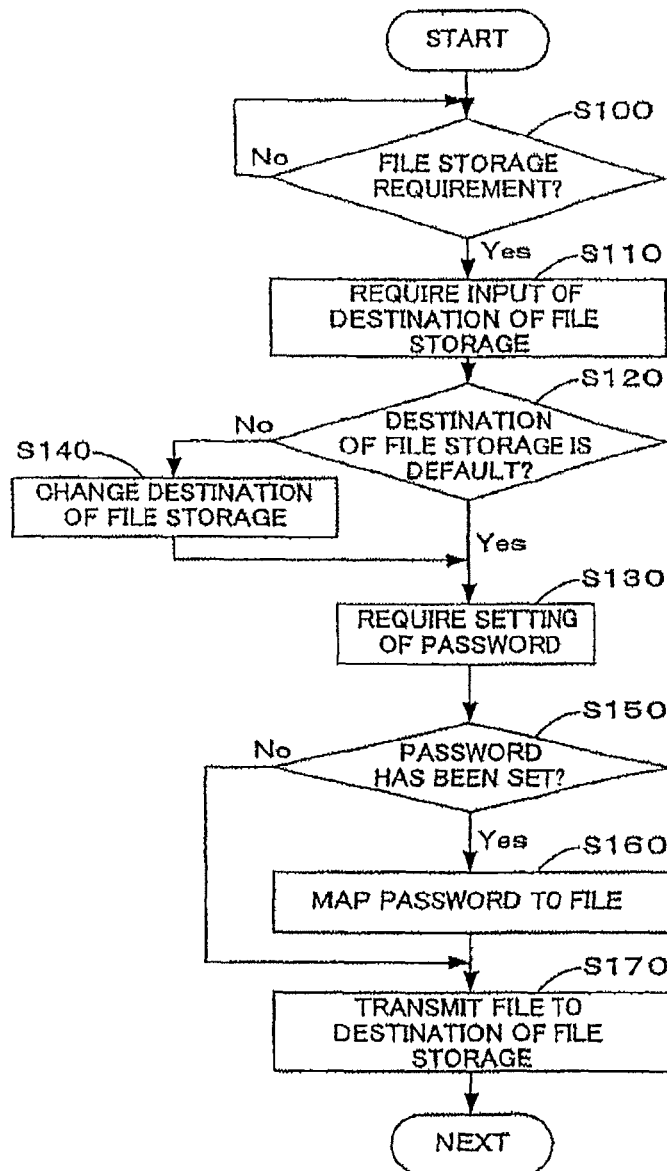 START
S100
No
FILE STORAGE
REQUIREMENT?
Yes
S110
REQUIRE INPUT OF
DESTINATION OF FILE
STORAGE
S120
No
DESTINATION
OF FILE STORAGE IS
DEFAULT?
S140
CHANGE DESTINATION
OF FILE STORAGE
Yes
S130
REQUIRE SETTING
OF PASSWORD
S150
No
PASSWORD
HAS BEEN SET?
Yes
S160
MAP PASSWORD TO FILE
S170
TRANSMIT FILE TO
DESTINATION OF FILE
STORAGE
NEXT